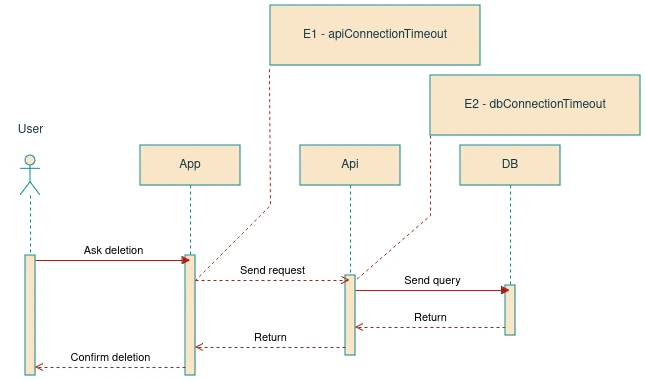 E1 - apiConnectionTimeout
E2 - dbConnectionTimeout
User
App
Api
DB
Ask deletion
Send request
Send query
Return
Return
Confirm deletion